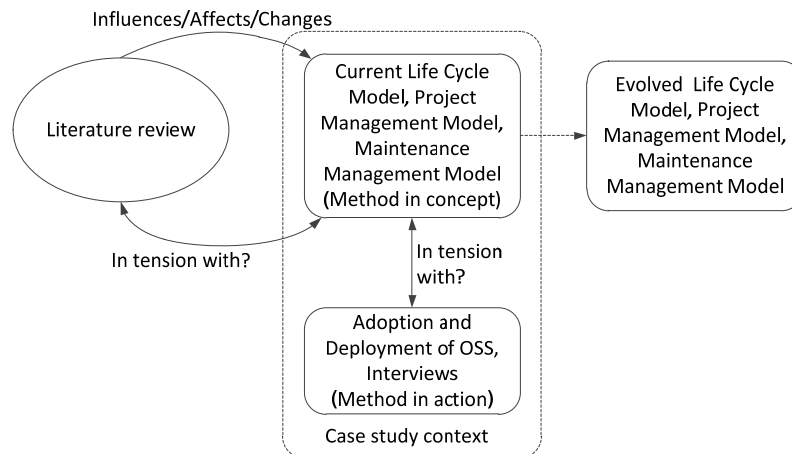 Influences/Affects/Changes
Literature review
In tension with?
Current Life Cycle
Model, Project
Management Model,
Maintenance
Management Model
(Method in concept)
In tension
with?
Adoption and
Deployment of OSS,
Interviews
(Method in action)
Case study context
Evolved Life Cycle
Model, Project
Management Model,
Maintenance
Management Model